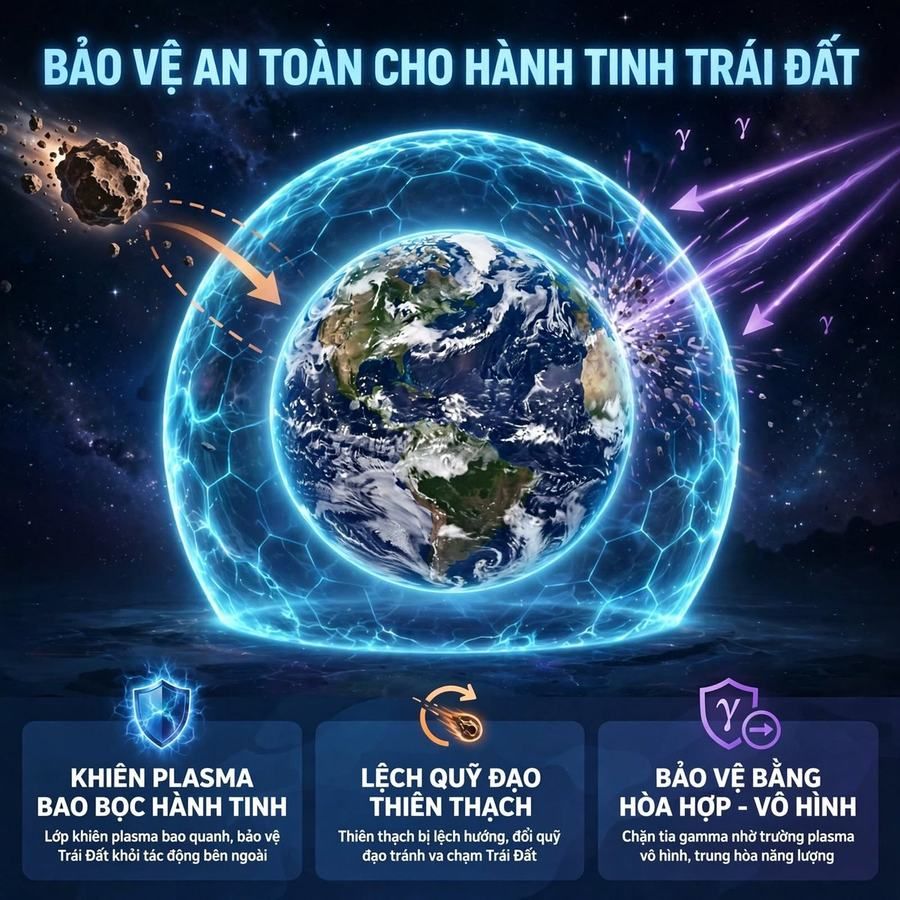 BẢO VỆ AN TOÀN CHO HÀNH TINH TRÁI ĐẤT
γ γ
γ
γ
KHIÊN PLASMA
BAO BỌC HÀNH TINH
Lớp khiên plasma bao quanh, bảo vệ
Trái Đất khỏi tác động bên ngoài
LỆCH QUỸ ĐẠO
THIÊN THẠCH
Thiên thạch bị lệch hướng, đổi quỹ
đạo tránh va chạm Trái Đất
BẢO VỆ BẰNG
HÒA HỢP - VÔ HÌNH
Chặn tia gamma nhờ trường plasma
vô hình, trung hòa năng lượng